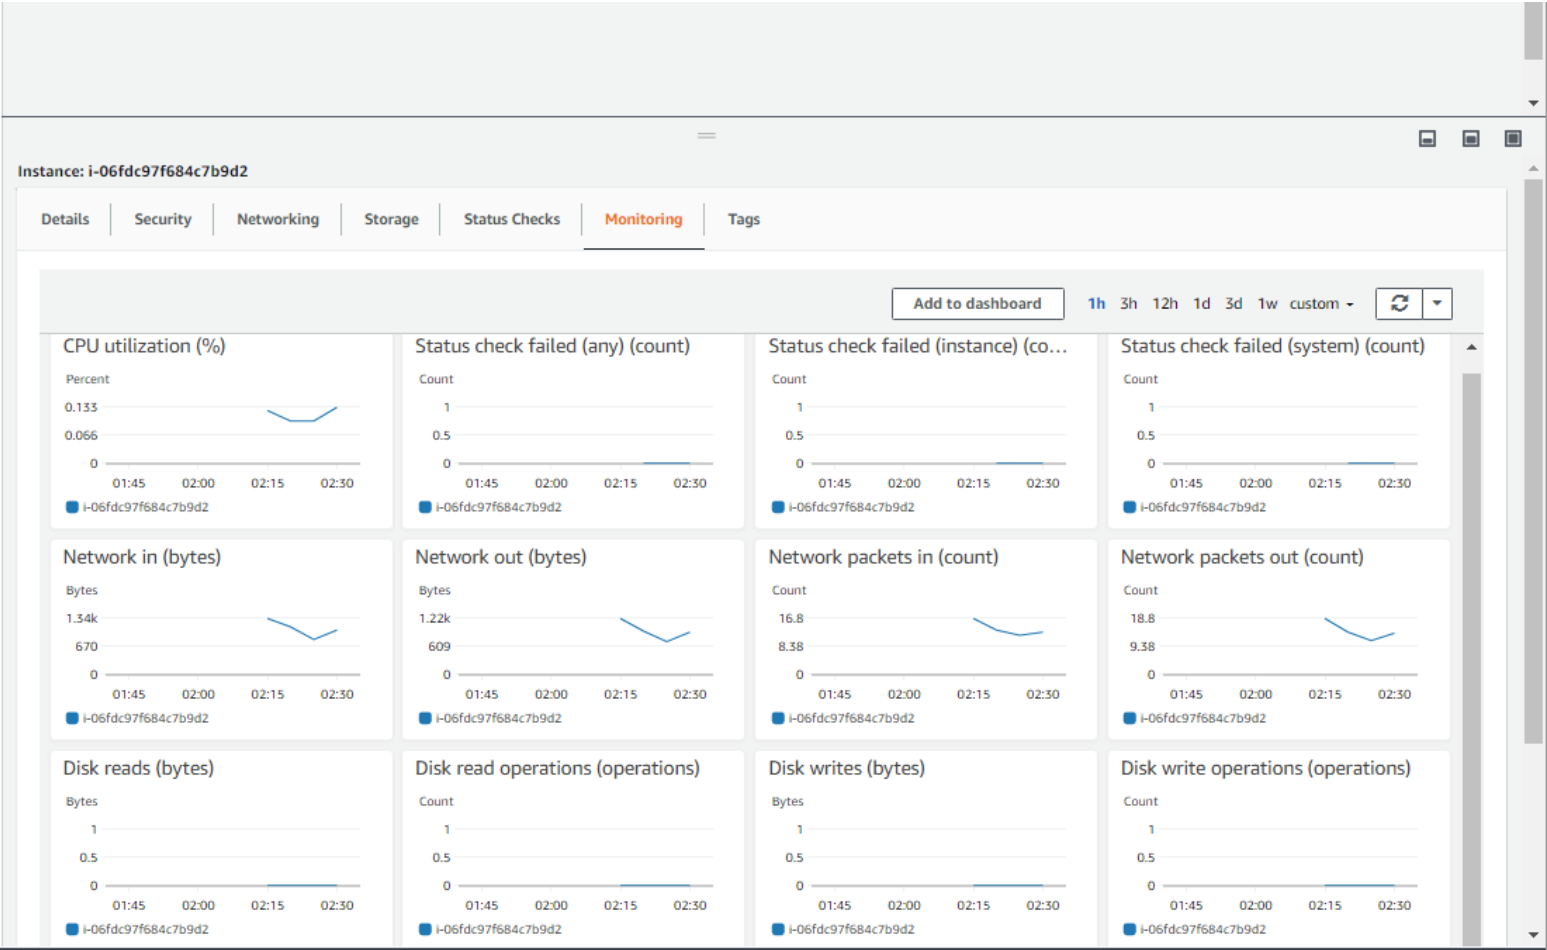 Instance: i-06fdc97f684c7b9d2
Details Security Networking Storage Status Checks Monitoring Tags
Add to dashboard 1h 3h 12h 1d 3d 1w custom
CPU utilization (%)
Percent
0.133
0.066
0
01:45 02:00 02:15 02:30
i-06fdc97f684c7b9d2
Status check failed (any) (count)
Count
1
0.5
0
01:45 02:00 02:15 02:30
i-06fdc97f684c7b9d2
Status check failed (instance) (co...
Count
1
0.5
0
01:45 02:00 02:15 02:30
i-06fdc97f684c7b9d2
Status check failed (system) (count)
Count
1
0.5
0
01:45 02:00 02:15 02:30
i-06fdc97f684c7b9d2
Network in (bytes)
Bytes
1.34k
670
0
01:45 02:00 02:15 02:30
i-06fdc97f684c7b9d2
Network out (bytes)
Bytes
1.22k
609
0
01:45 02:00 02:15 02:30
i-06fdc97f684c7b9d2
Network packets in (count)
Count
16.8
8.38
0
01:45 02:00 02:15 02:30
i-06fdc97f684c7b9d2
Network packets out (count)
Count
18.8
9.38
0
01:45 02:00 02:15 02:30
i-06fdc97f684c7b9d2
Disk reads (bytes)
Bytes
1
0.5
0
01:45 02:00 02:15 02:30
i-06fdc97f684c7b9d2
Disk read operations (operations)
Count
1
0.5
0
01:45 02:00 02:15 02:30
i-06fdc97f684c7b9d2
Disk writes (bytes)
Bytes
1
0.5
0
01:45 02:00 02:15 02:30
i-06fdc97f684c7b9d2
Disk write operations (operations)
Count
1
0.5
0
01:45 02:00 02:15 02:30
i-06fdc97f684c7b9d2